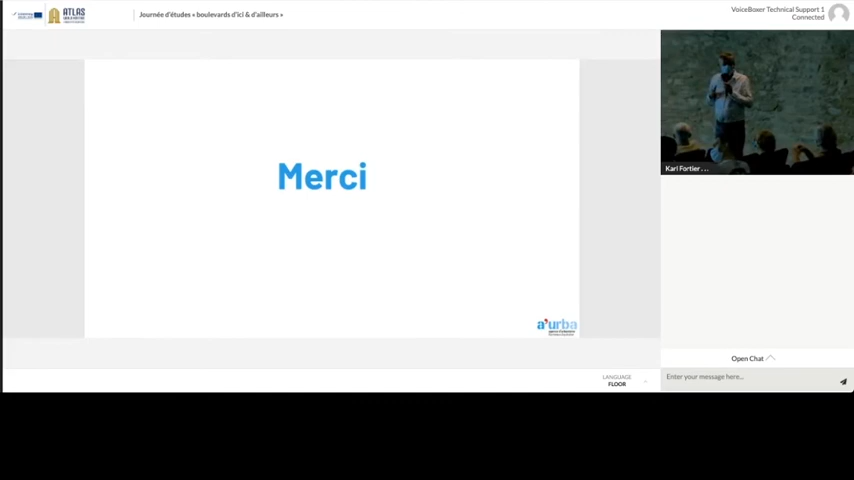 Interreg
ATLAS
Journée d'études « boulevards d'ici & d'ailleurs »
VoiceBoxer Technical Support 1
Connected
Merci
Karl Fortier ...
a'urba
Open Chat
LANGUAGE
FLOOR
Enter your message here...